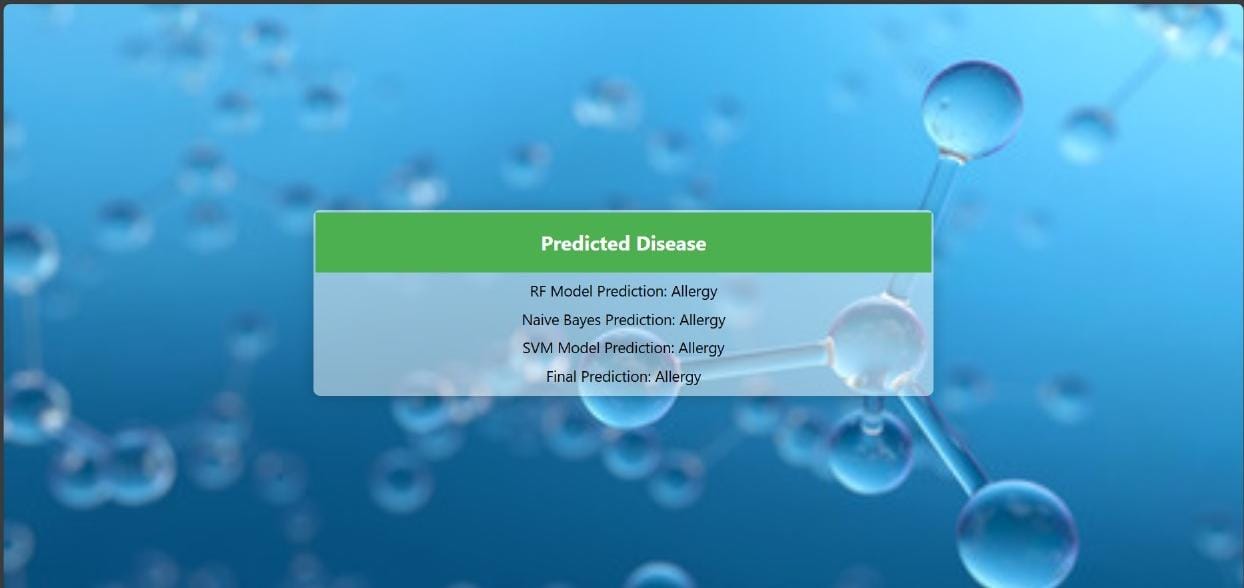 Predicted Disease
RF Model Prediction: Allergy
Naive Bayes Prediction: Allergy
SVM Model Prediction: Allergy
Final Prediction: Allergy